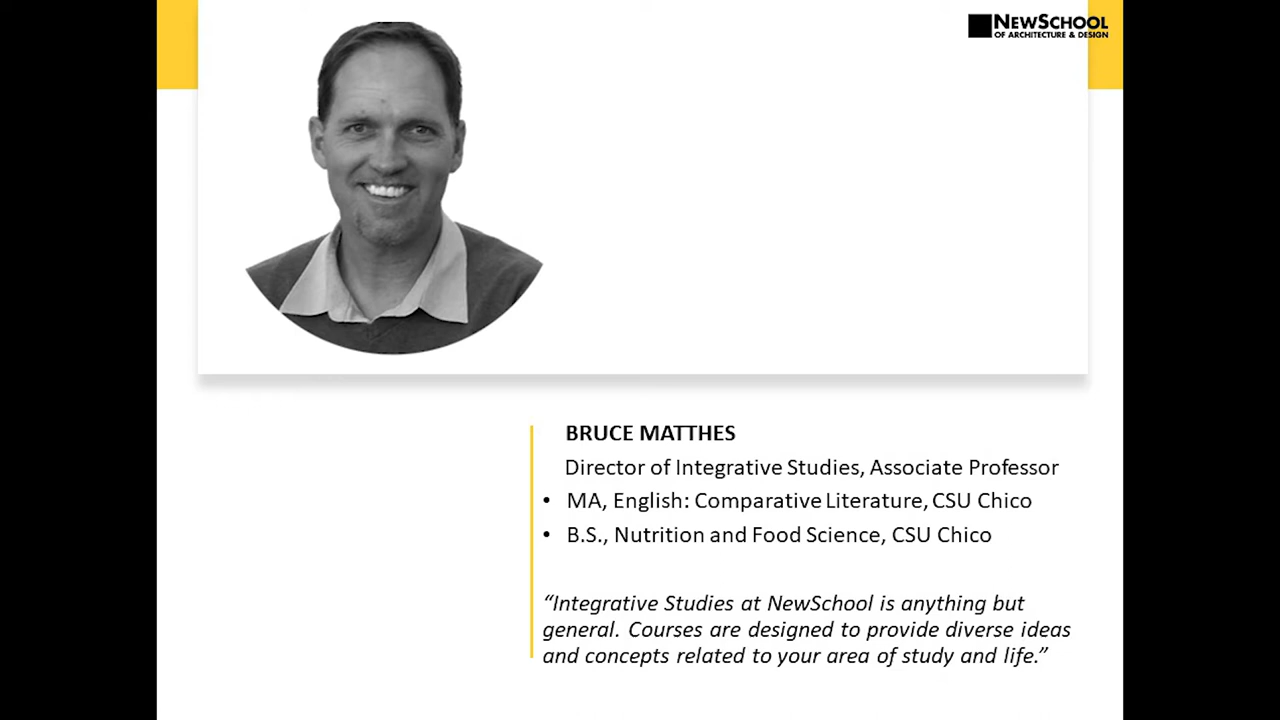 NEWSCHOOL
OF ARCHITECTURE & DESIGN
BRUCE MATTHES
Director of Integrative Studies, Associate Professor
• MA, English: Comparative Literature, CSU Chico
• B.S., Nutrition and Food Science, CSU Chico
“Integrative Studies at NewSchool is anything but
general. Courses are designed to provide diverse ideas
and concepts related to your area of study and life.”